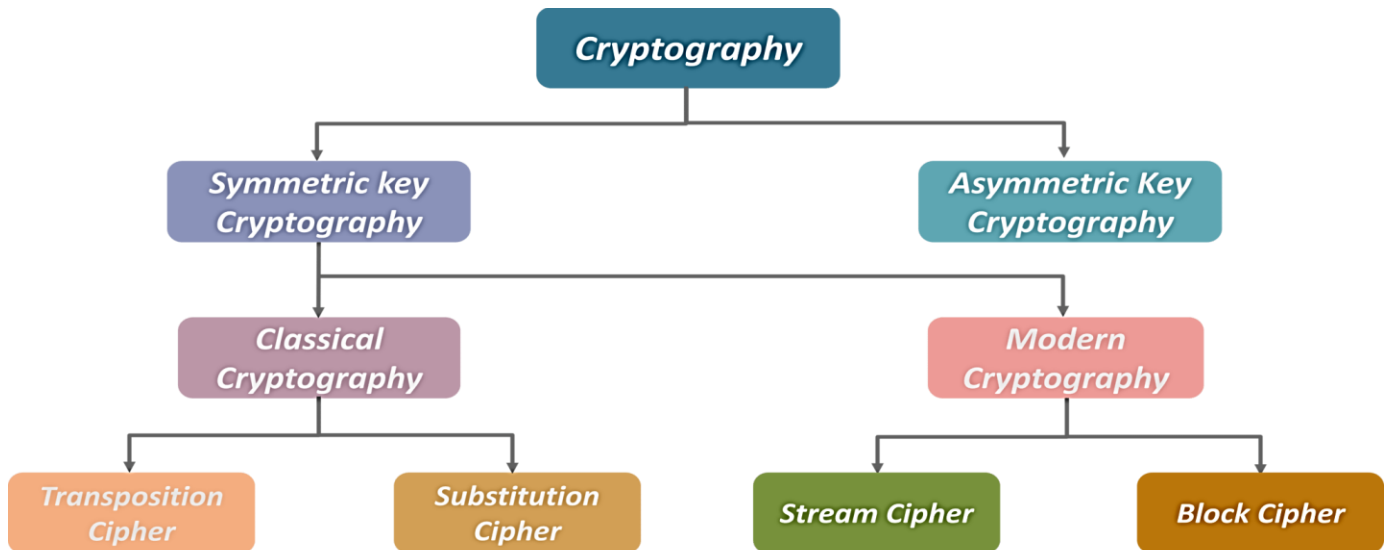 Cryptography
Symmetric key
Cryptography
Asymmetric Key
Cryptography
Classical
Cryptography
Modern
Cryptography
Transposition
Cipher
Substitution
Cipher
Stream Cipher
Block Cipher